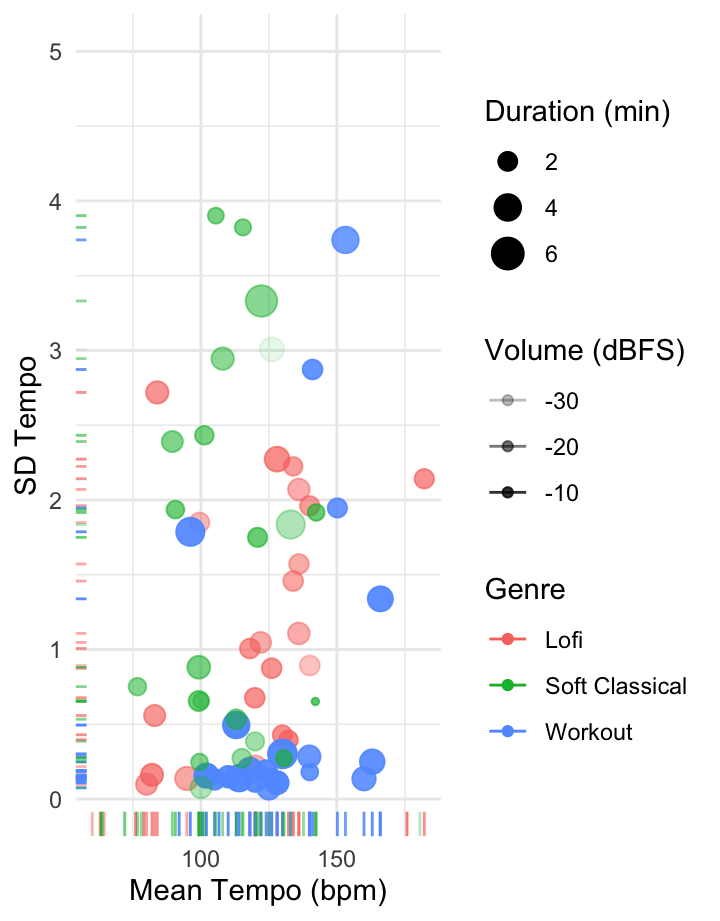 5
4
3
2
1
0
SD Tempo
100
150
Mean Tempo (bpm)
Duration (min)
2
4
6
Volume (dBFS)
-30
-20
-10
Genre
Lofi
Soft Classical
Workout